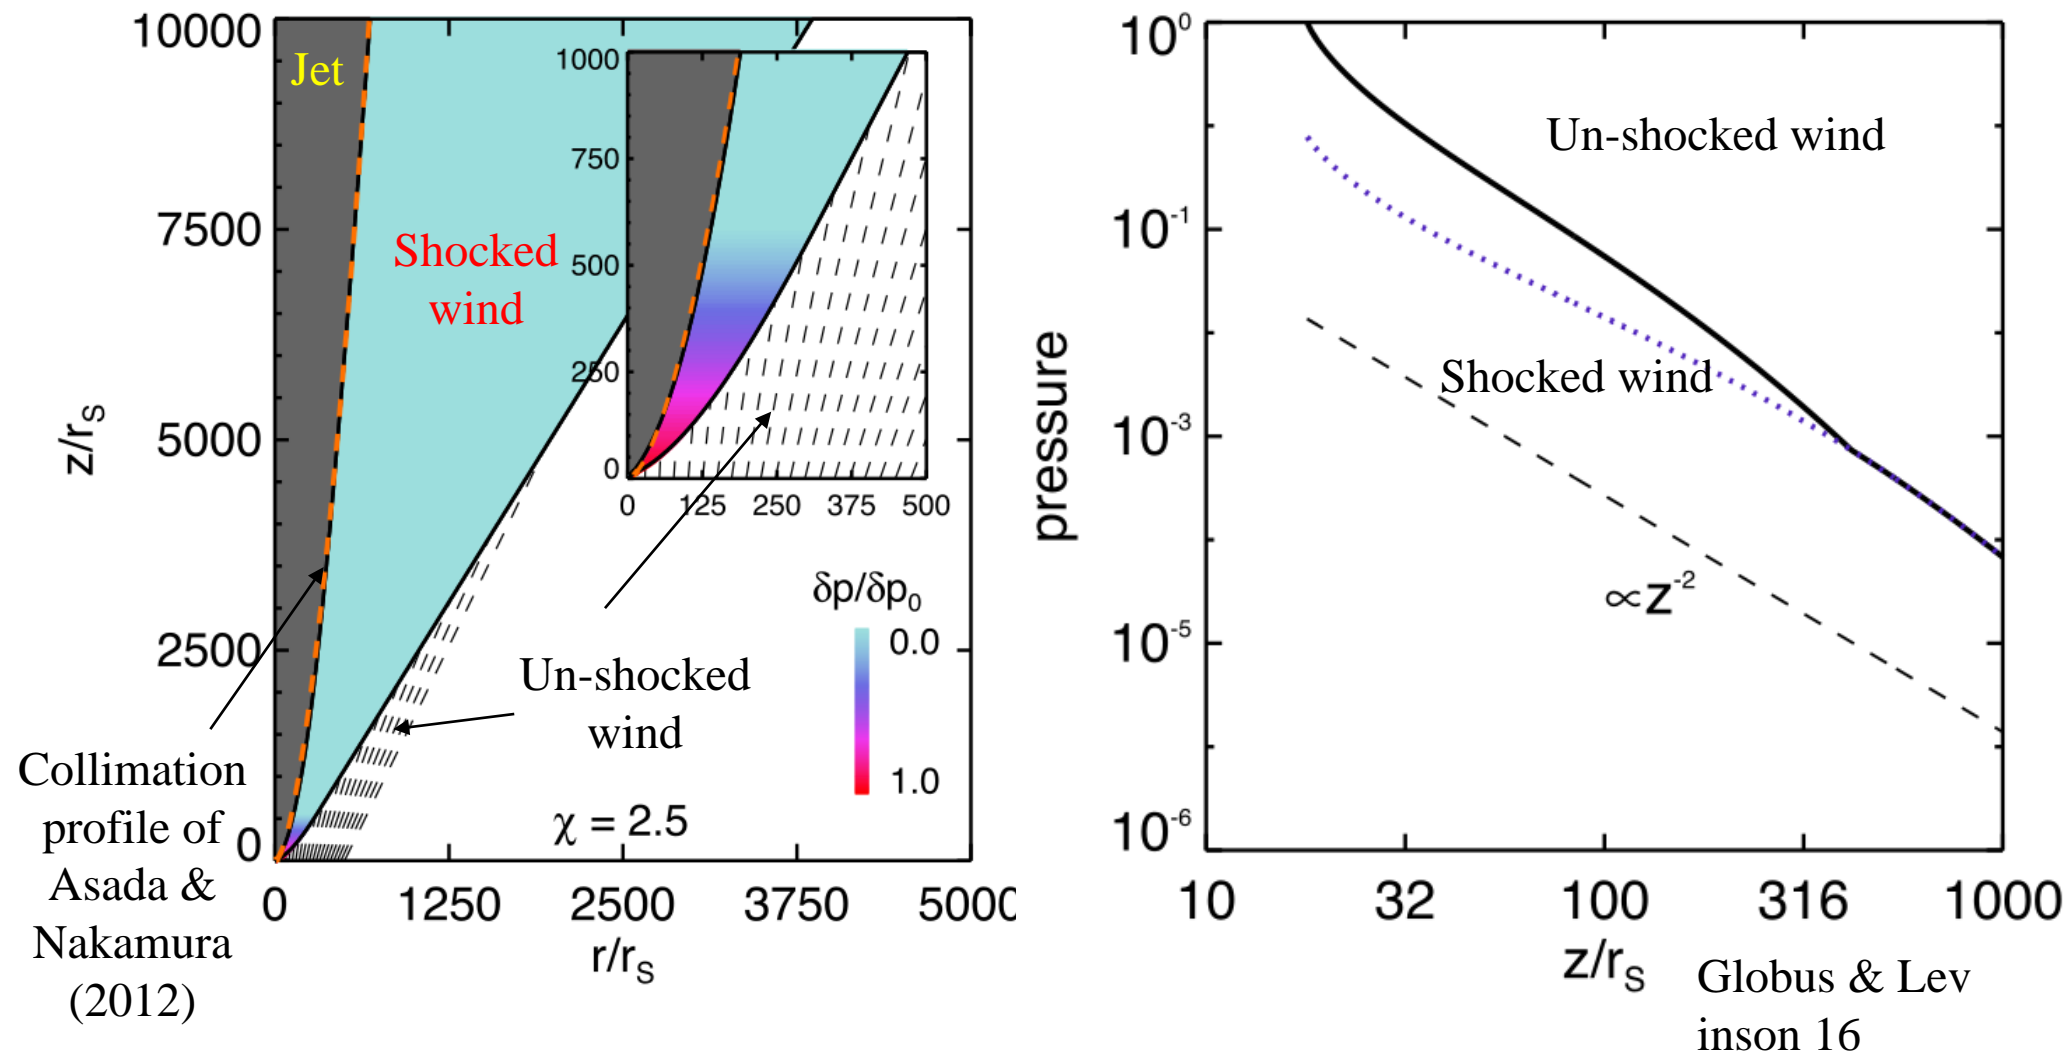 10000
7500
5000
2500
0
z/rS
Jet
Shocked
wind
1000
750
500
250
0
0 125 250 375 500
δp/δp0
0.0
1.0
Un-shocked
wind
χ = 2.5
Collimation
profile of
Asada &
Nakamura
(2012)
0 1250 2500 3750 5000
r/rS
10^0
10^-1
10^-3
10^-5
10^-6
pressure
Un-shocked wind
Shocked wind
∝z^-2
10 32 100 316 1000
z/rS
Globus & Lev
inson 16